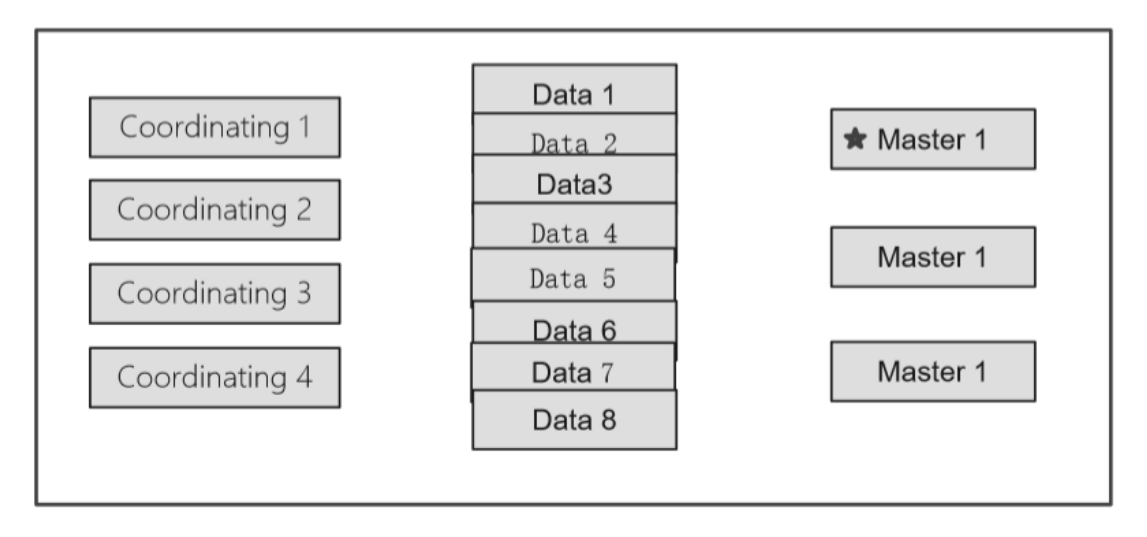 Coordinating 1
Coordinating 2
Coordinating 3
Coordinating 4
Data 1
Data 2
Data3
Data 4
Data 5
Data 6
Data 7
Data 8
★ Master 1
Master 1
Master 1